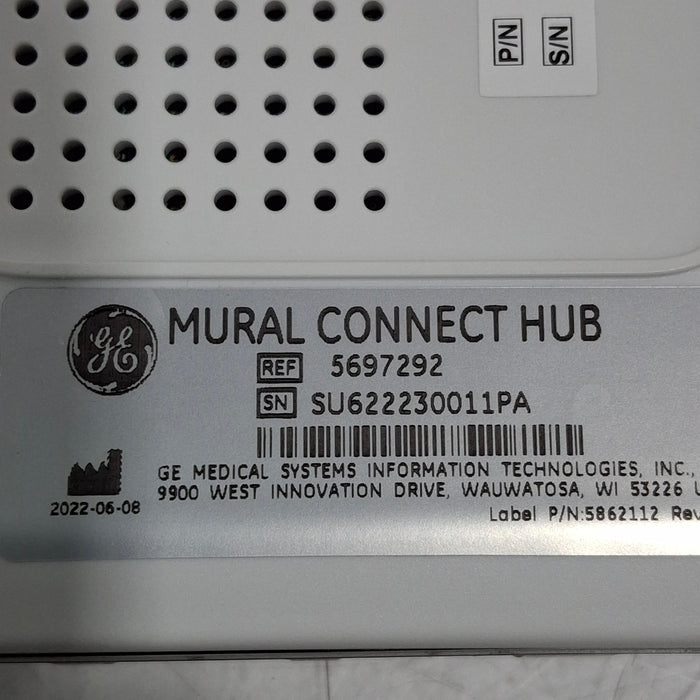 P/N
S/N
GE
MURAL CONNECT HUB
REF 5697292
SN SU622230011PA
GE MEDICAL SYSTEMS INFORMATION TECHNOLOGIES, INC.,
2022-06-08 9900 WEST INNOVATION DRIVE, WAUWATOSA, WI 53226 U
Label P/N:5862112 Rev